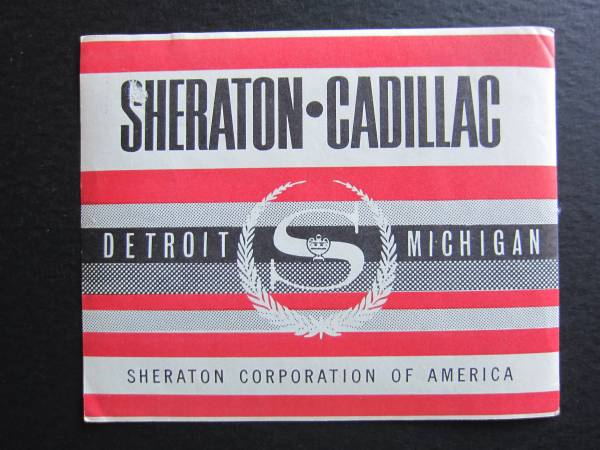 SHERATON•CADILLAC
DETROIT S MICHIGAN
SHERATON CORPORATION OF AMERICA